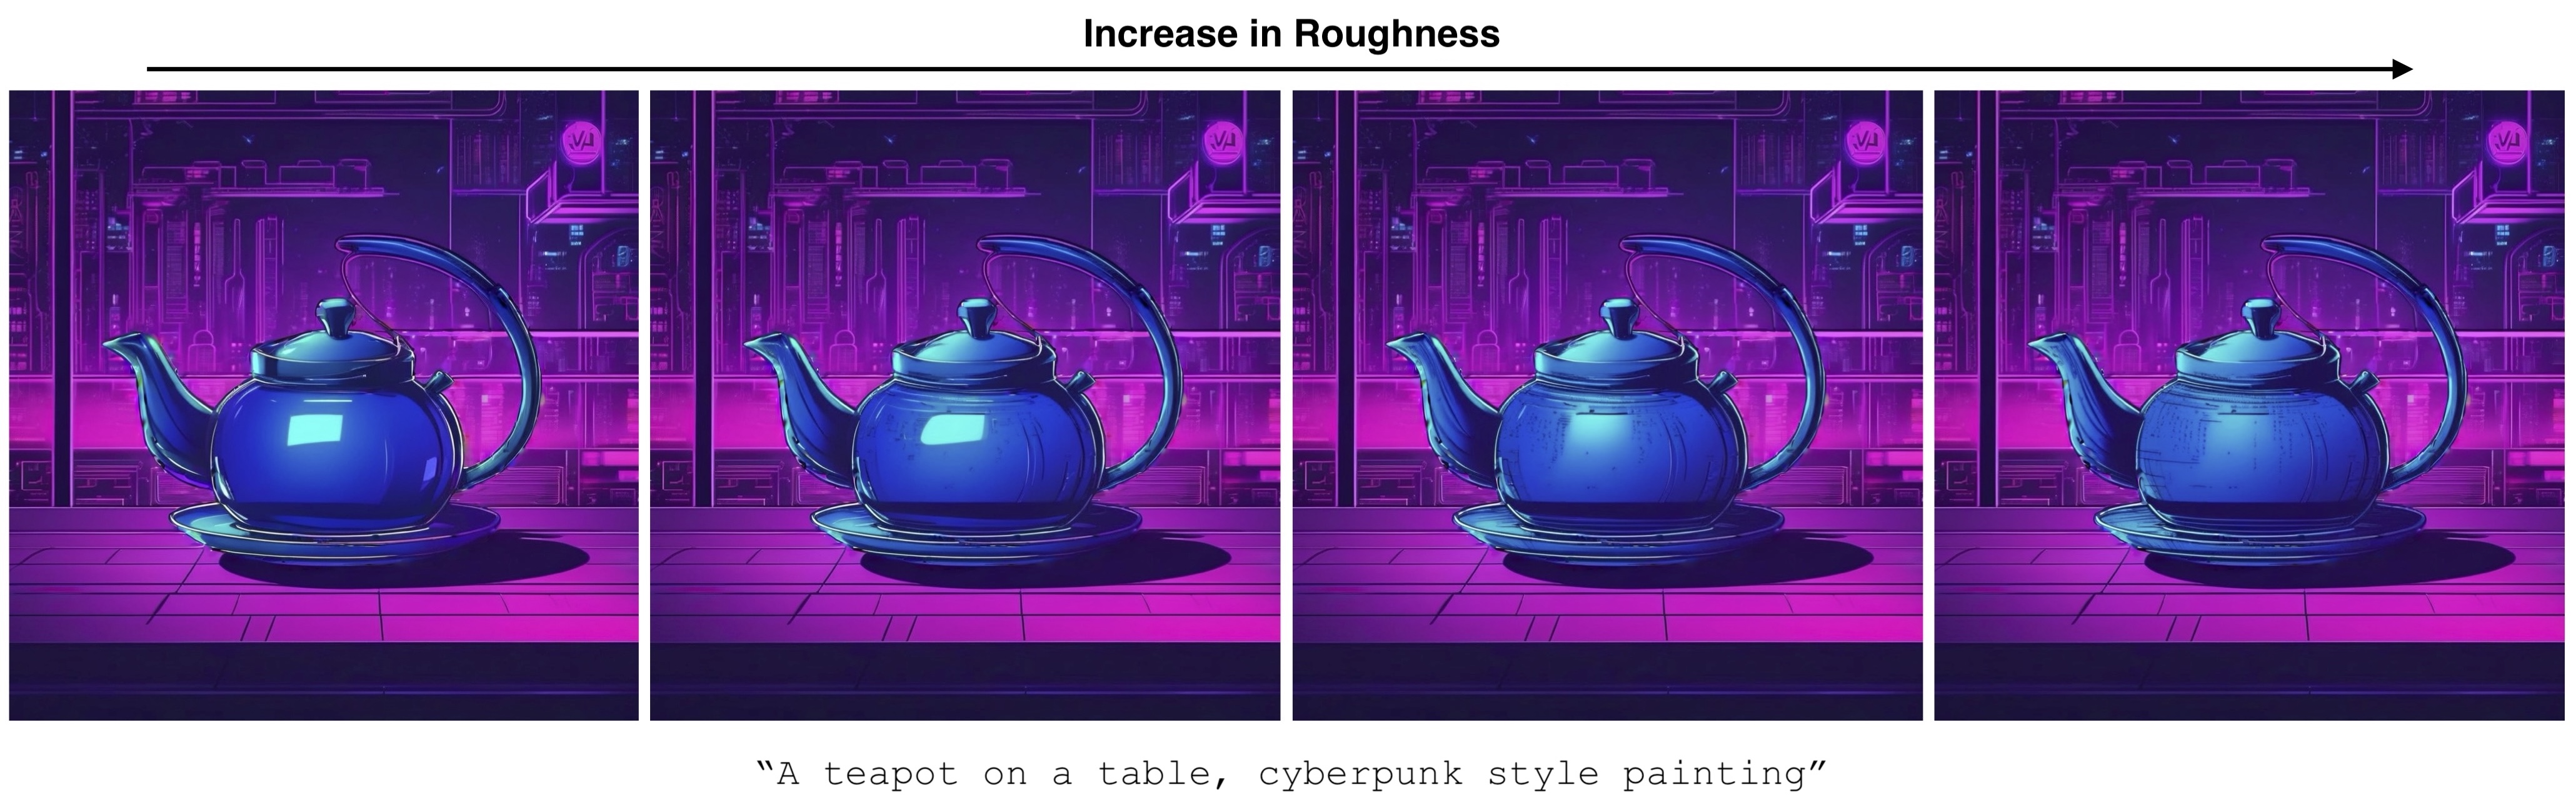 Increase in Roughness
“A teapot on a table, cyberpunk style painting”